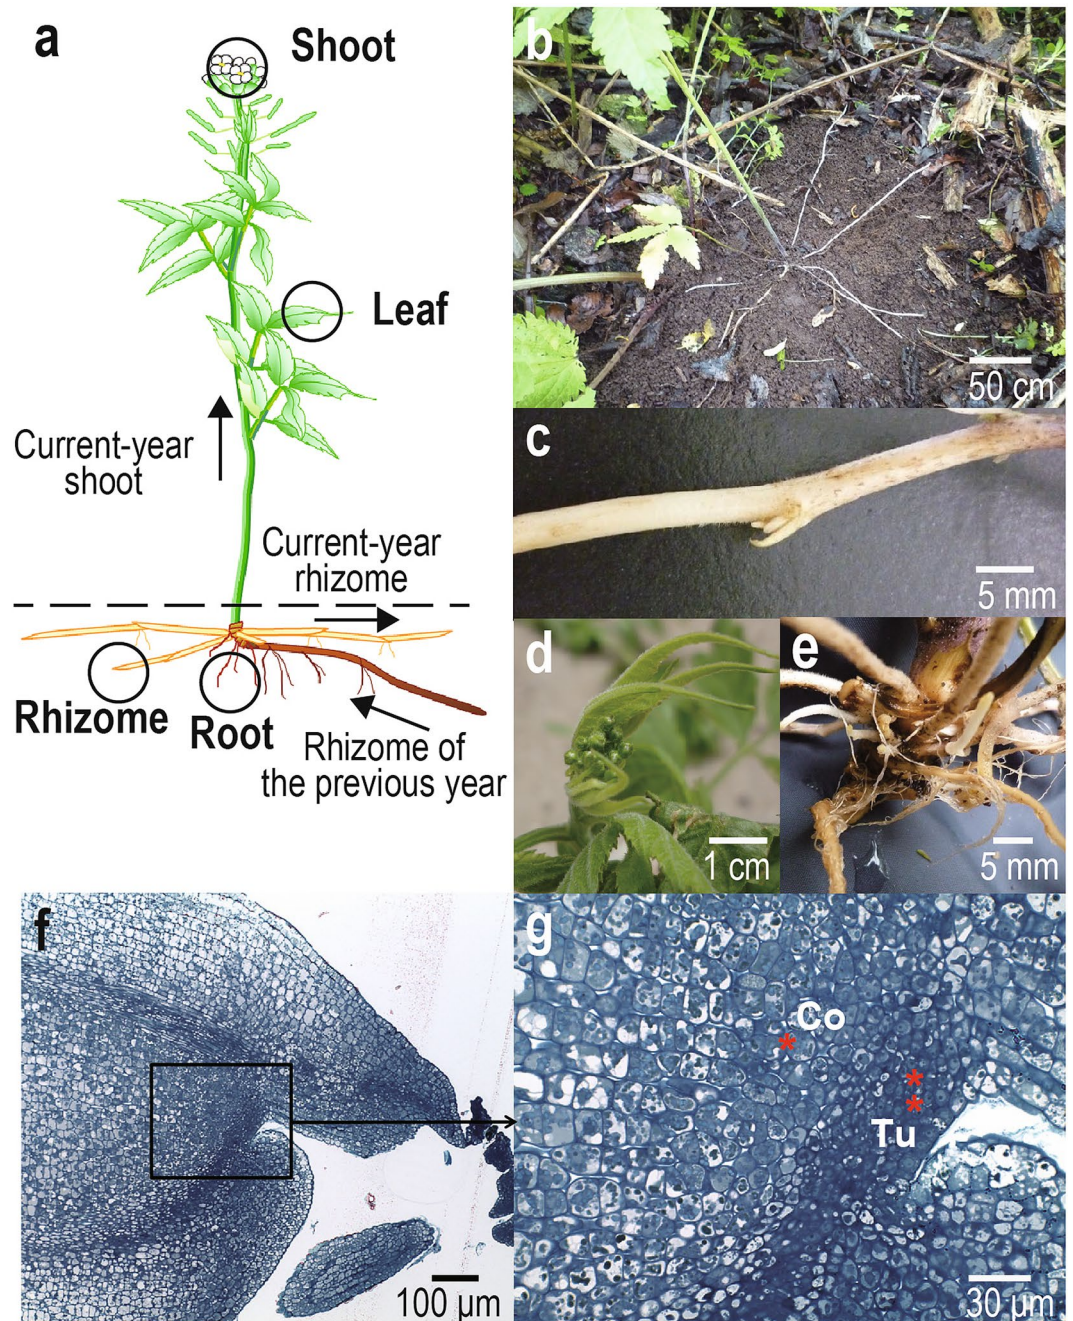 a
Shoot
Leaf
Current-year
shoot
Current-year
rhizome
Rhizome
Root
Rhizome of
the previous year
b
50 cm
c
5 mm
d
1 cm
e
5 mm
f
100 µm
g
Co
*
*
*
Tu
30 µm